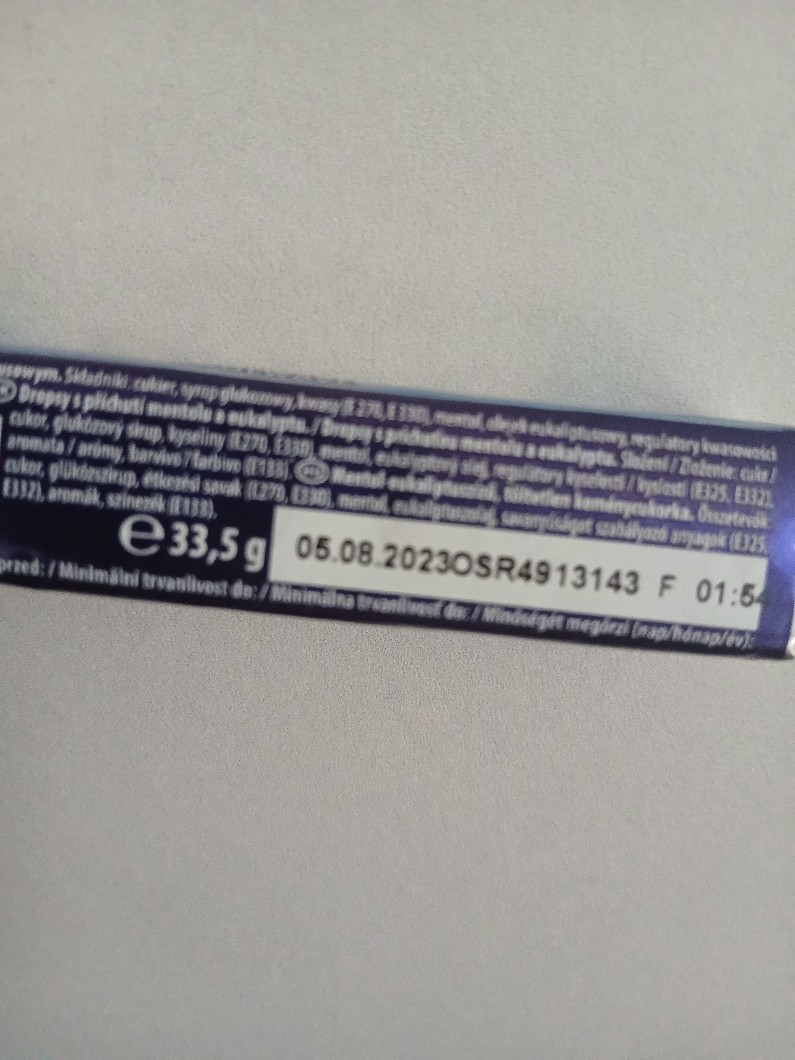 usowym. Składniki: cukier, syrop glukozowy, kwasy (E 270, E 330), mentol, olejek eukaliptusowy, regulatory kwasowości
Dropsy s příchutí mentolu a eukalyptu. / Dropsy s príchuťou mentolu a eukalyptu. Složení / Zloženie: cukr /
cukor, glukózový sirup, kyseliny (E270, E330), mentol, eukalyptový olej, regulátory kyselosti / kyslosti (E325, E332),
aromata / arómy, barvivo / farbivo (E133). Mentol eukaliptuszízű, töltetlen keménycukorka. Összetevők:
cukor, glükózszirup, étkezési savak (E270, E330), mentol, eukaliptuszolaj, savanyúságot szabályozó anyagok (E325,
E332), aromák, színezék (E133).
e 33,5 g 05.08.2023OSR4913143 F 01:54
przed: / Minimální trvanlivost do: / Minimálna trvanlivosť do: / Minőségét megőrzi (nap/hónap/év):